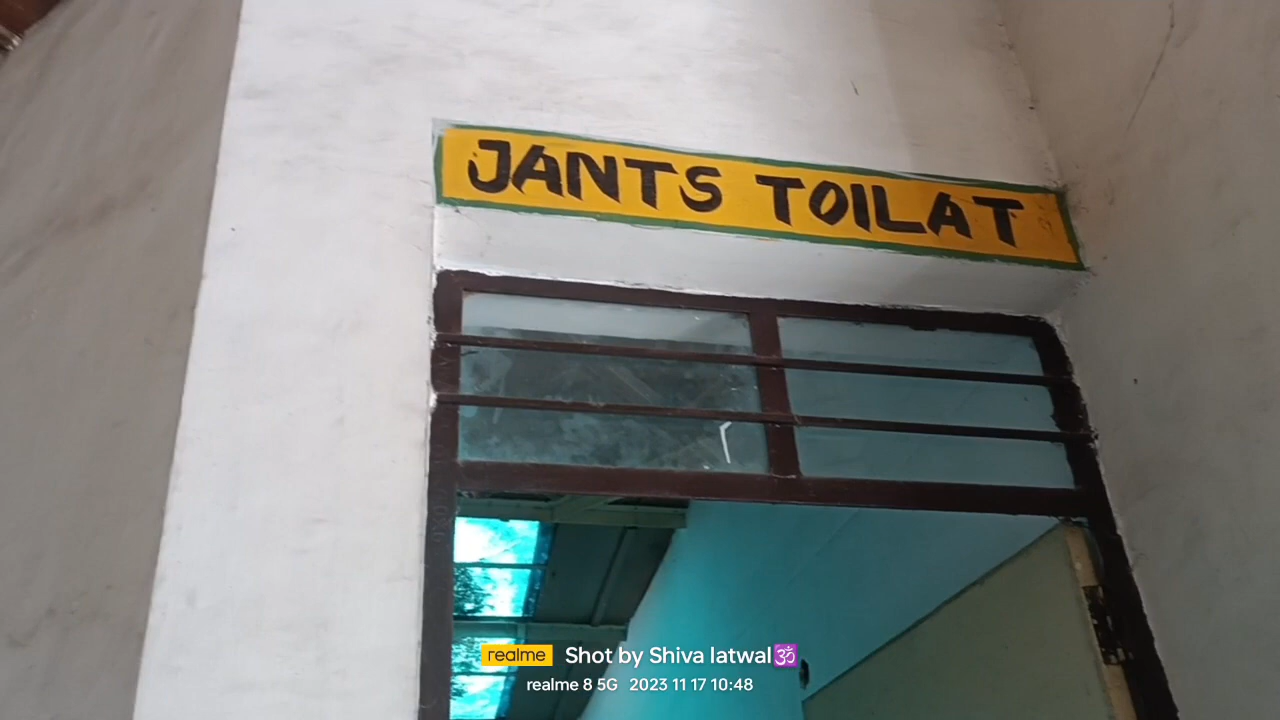 JANTS TOILAT
realme Shot by Shiva latwal🕉️
realme 8 5G 2023 11 17 10:48